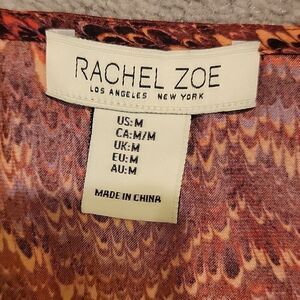 RACHEL ZOE
LOS ANGELES NEW YORK
US:M
CA:M/M
UK:M
EU:M
AU:M
MADE IN CHINA